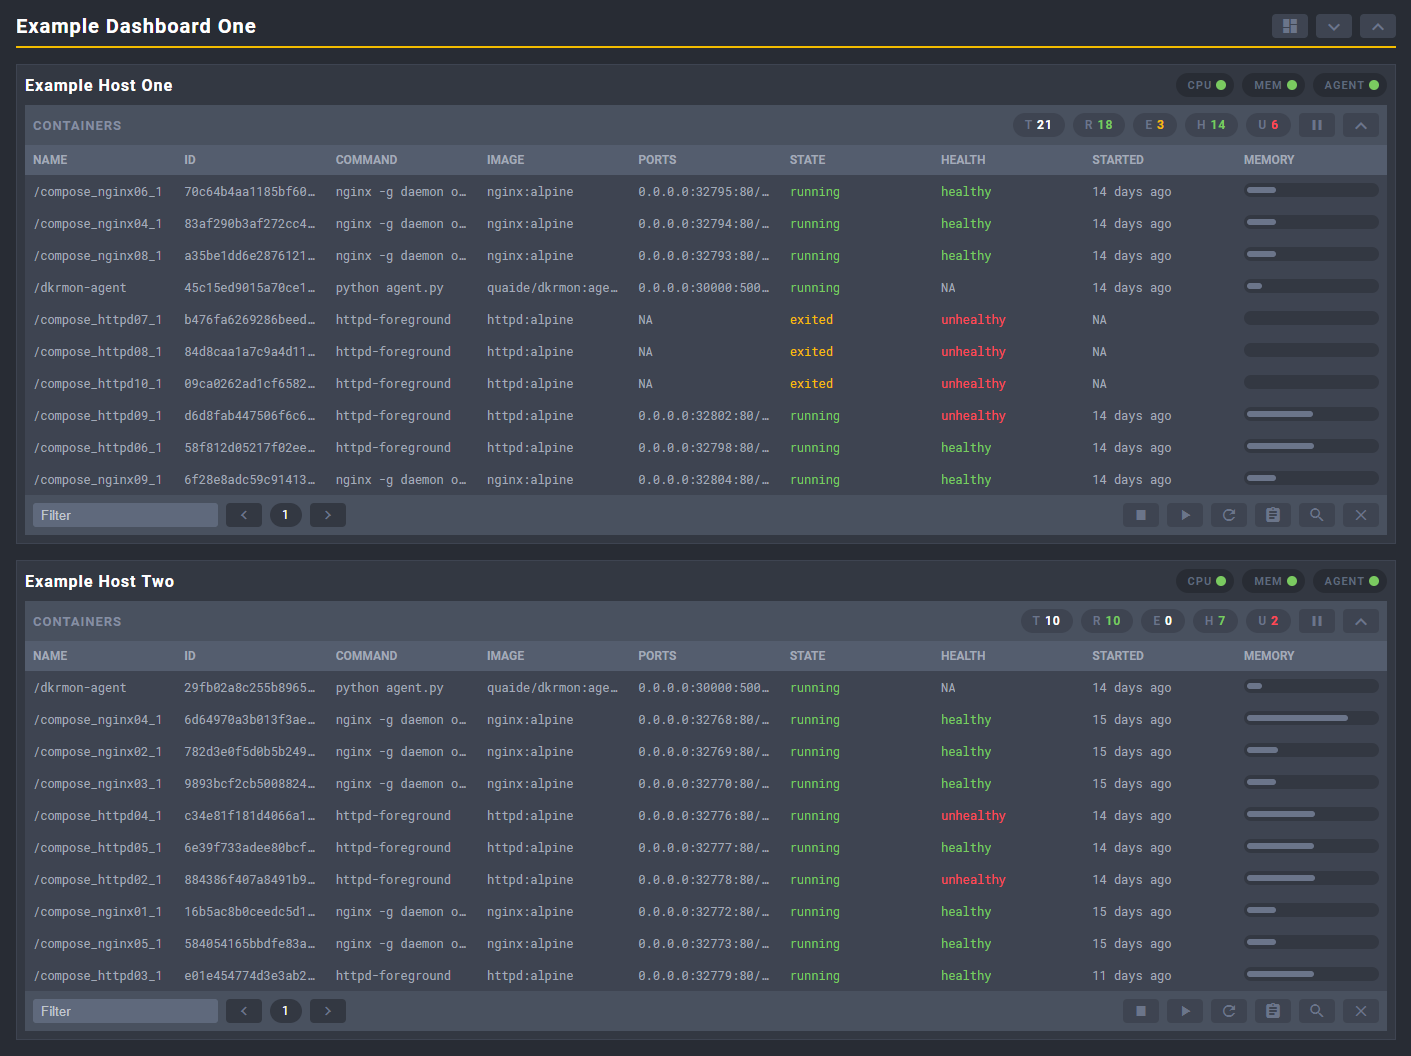 Example Dashboard One
Example Host One CPU MEM AGENT
CONTAINERS T 21 R 18 E 3 H 14 U 6
NAME ID COMMAND IMAGE PORTS STATE HEALTH STARTED MEMORY
/compose_nginx06_1 70c64b4aa1185bf60… nginx -g daemon o… nginx:alpine 0.0.0.0:32795:80/… running healthy 14 days ago
/compose_nginx04_1 83af290b3af272cc4… nginx -g daemon o… nginx:alpine 0.0.0.0:32794:80/… running healthy 14 days ago
/compose_nginx08_1 a35be1dd6e2876121… nginx -g daemon o… nginx:alpine 0.0.0.0:32793:80/… running healthy 14 days ago
/dkrmon-agent 45c15ed9015a70ce1… python agent.py quaide/dkrmon:age… 0.0.0.0:30000:500… running NA 14 days ago
/compose_httpd07_1 b476fa6269286beed… httpd-foreground httpd:alpine NA exited unhealthy NA
/compose_httpd08_1 84d8caa1a7c9a4d11… httpd-foreground httpd:alpine NA exited unhealthy NA
/compose_httpd10_1 09ca0262ad1cf6582… httpd-foreground httpd:alpine NA exited unhealthy NA
/compose_httpd09_1 d6d8fab447506f6c6… httpd-foreground httpd:alpine 0.0.0.0:32802:80/… running unhealthy 14 days ago
/compose_httpd06_1 58f812d05217f02ee… httpd-foreground httpd:alpine 0.0.0.0:32798:80/… running healthy 14 days ago
/compose_nginx09_1 6f28e8adc59c91413… nginx -g daemon o… nginx:alpine 0.0.0.0:32804:80/… running healthy 14 days ago
Filter 1
Example Host Two CPU MEM AGENT
CONTAINERS T 10 R 10 E 0 H 7 U 2
NAME ID COMMAND IMAGE PORTS STATE HEALTH STARTED MEMORY
/dkrmon-agent 29fb02a8c255b8965… python agent.py quaide/dkrmon:age… 0.0.0.0:30000:500… running NA 14 days ago
/compose_nginx04_1 6d64970a3b013f3ae… nginx -g daemon o… nginx:alpine 0.0.0.0:32768:80/… running healthy 15 days ago
/compose_nginx02_1 782d3e0f5d0b5b249… nginx -g daemon o… nginx:alpine 0.0.0.0:32769:80/… running healthy 15 days ago
/compose_nginx03_1 9893bcf2cb5008824… nginx -g daemon o… nginx:alpine 0.0.0.0:32770:80/… running healthy 15 days ago
/compose_httpd04_1 c34e81f181d4066a1… httpd-foreground httpd:alpine 0.0.0.0:32776:80/… running unhealthy 14 days ago
/compose_httpd05_1 6e39f733adee80bcf… httpd-foreground httpd:alpine 0.0.0.0:32777:80/… running healthy 14 days ago
/compose_httpd02_1 884386f407a8491b9… httpd-foreground httpd:alpine 0.0.0.0:32778:80/… running unhealthy 14 days ago
/compose_nginx01_1 16b5ac8b0ceedc5d1… nginx -g daemon o… nginx:alpine 0.0.0.0:32772:80/… running healthy 15 days ago
/compose_nginx05_1 584054165bbdfe83a… nginx -g daemon o… nginx:alpine 0.0.0.0:32773:80/… running healthy 15 days ago
/compose_httpd03_1 e01e454774d3e3ab2… httpd-foreground httpd:alpine 0.0.0.0:32779:80/… running healthy 11 days ago
Filter 1